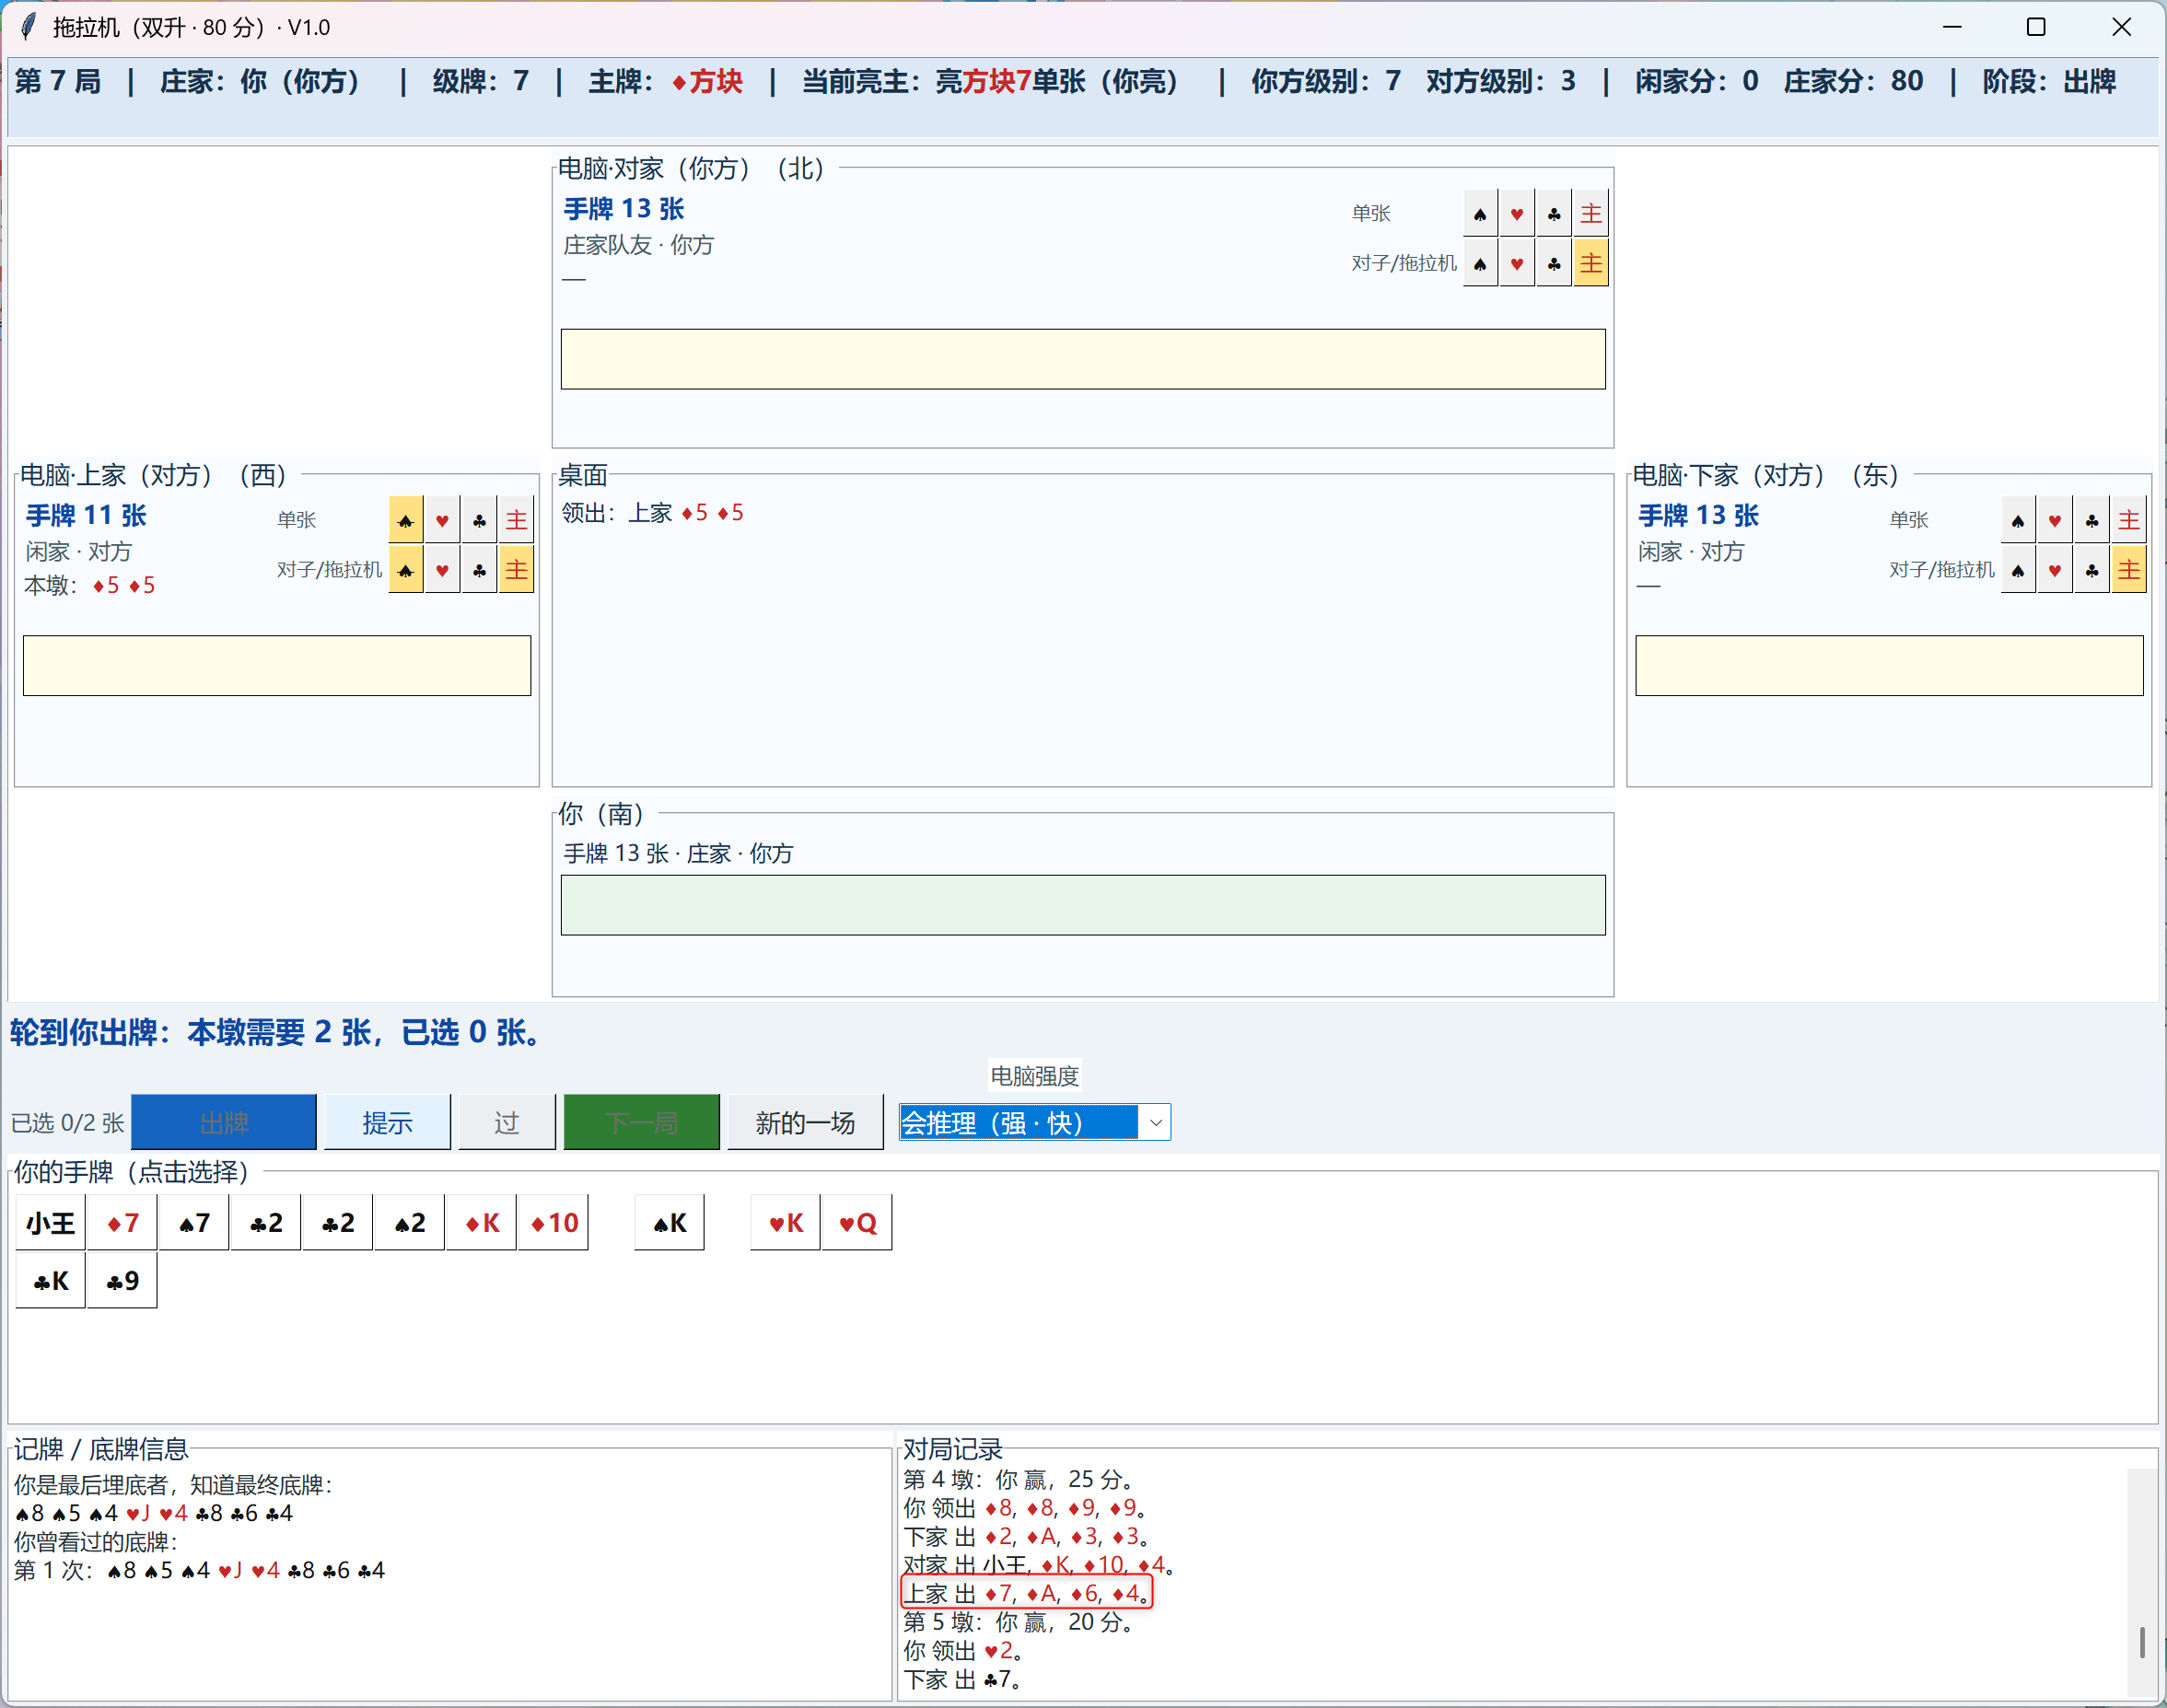 拖拉机（双升 · 80 分）· V1.0
第 7 局 ｜ 庄家：你（你方） ｜ 级牌：7 ｜ 主牌：♦方块 ｜ 当前亮主：亮方块7单张（你亮） ｜ 你方级别：7 对方级别：3 ｜ 闲家分：0 庄家分：80 ｜ 阶段：出牌
电脑·对家（你方）（北）
手牌 13 张
庄家队友 · 你方
—
单张 ♠ ♥ ♣ 主
对子/拖拉机 ♠ ♥ ♣ 主
电脑·上家（对方）（西）
手牌 11 张
闲家 · 对方
本墩：♦5 ♦5
单张 ♠ ♥ ♣ 主
对子/拖拉机 ♠ ♥ ♣ 主
桌面
领出：上家 ♦5 ♦5
电脑·下家（对方）（东）
手牌 13 张
闲家 · 对方
—
单张 ♠ ♥ ♣ 主
对子/拖拉机 ♠ ♥ ♣ 主
你（南）
手牌 13 张 · 庄家 · 你方
轮到你出牌：本墩需要 2 张，已选 0 张。
电脑强度
已选 0/2 张 出牌 提示 过 下一局 新的一场 会推理（强 · 快）
你的手牌（点击选择）
小王 ♦7 ♠7 ♣2 ♣2 ♠2 ♦K ♦10 ♠K ♥K ♥Q
♣K ♣9
记牌 / 底牌信息
你是最后埋底者，知道最终底牌：
♠8 ♠5 ♠4 ♥J ♥4 ♣8 ♣6 ♣4
你曾看过的底牌：
第 1 次：♠8 ♠5 ♠4 ♥J ♥4 ♣8 ♣6 ♣4
对局记录
第 4 墩：你 赢，25 分。
你 领出 ♦8, ♦8, ♦9, ♦9。
下家 出 ♦2, ♦A, ♦3, ♦3。
对家 出 小王, ♦K, ♦10, ♦4。
上家 出 ♦7, ♦A, ♦6, ♦4。
第 5 墩：你 赢，20 分。
你 领出 ♥2。
下家 出 ♣7。